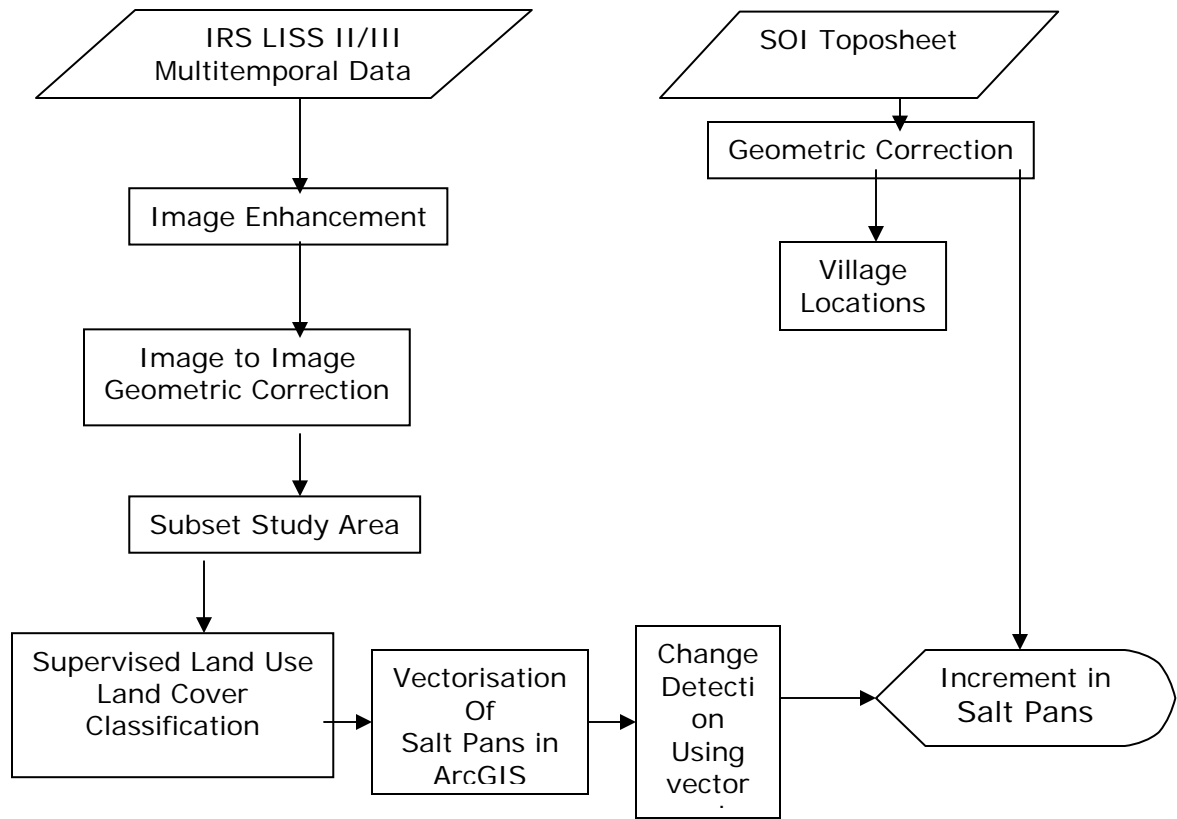 IRS LISS II/III
Multitemporal Data
SOI Toposheet
Geometric Correction
Image Enhancement
Village
Locations
Image to Image
Geometric Correction
Subset Study Area
Supervised Land Use
Land Cover
Classification
Vectorisation
Of
Salt Pans in
ArcGIS
Change
Detecti
on
Using
vector
Increment in
Salt Pans